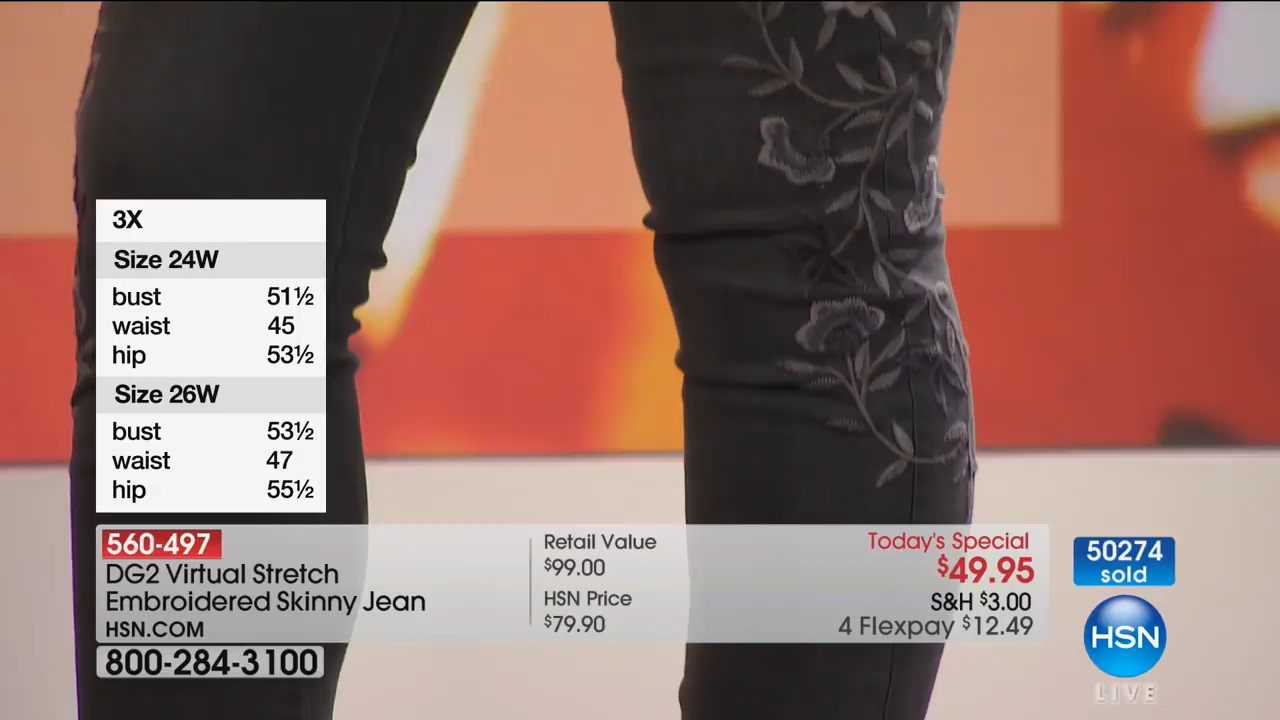 3X
Size 24W
bust 51½
waist 45
hip 53½
Size 26W
bust 53½
waist 47
hip 55½
560-497
DG2 Virtual Stretch
Embroidered Skinny Jean
HSN.COM
800-284-3100
Retail Value
$99.00
HSN Price
$79.90
Today's Special
$49.95
S&H $3.00
4 Flexpay $12.49
50274
sold
HSN
LIVE